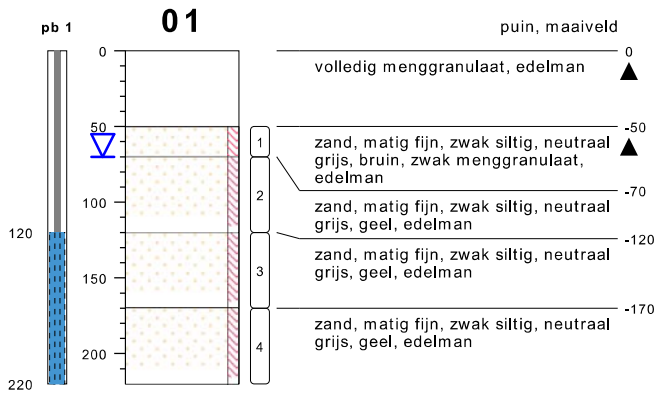 pb 1
01
puin, maaiveld
0
0
volledig menggranulaat, edelman
50
-50
1
zand, matig fijn, zwak siltig, neutraal
grijs, bruin, zwak menggranulaat,
edelman
-70
2
100
zand, matig fijn, zwak siltig, neutraal
grijs, geel, edelman
120
-120
zand, matig fijn, zwak siltig, neutraal
grijs, geel, edelman
3
150
-170
zand, matig fijn, zwak siltig, neutraal
grijs, geel, edelman
4
200
220